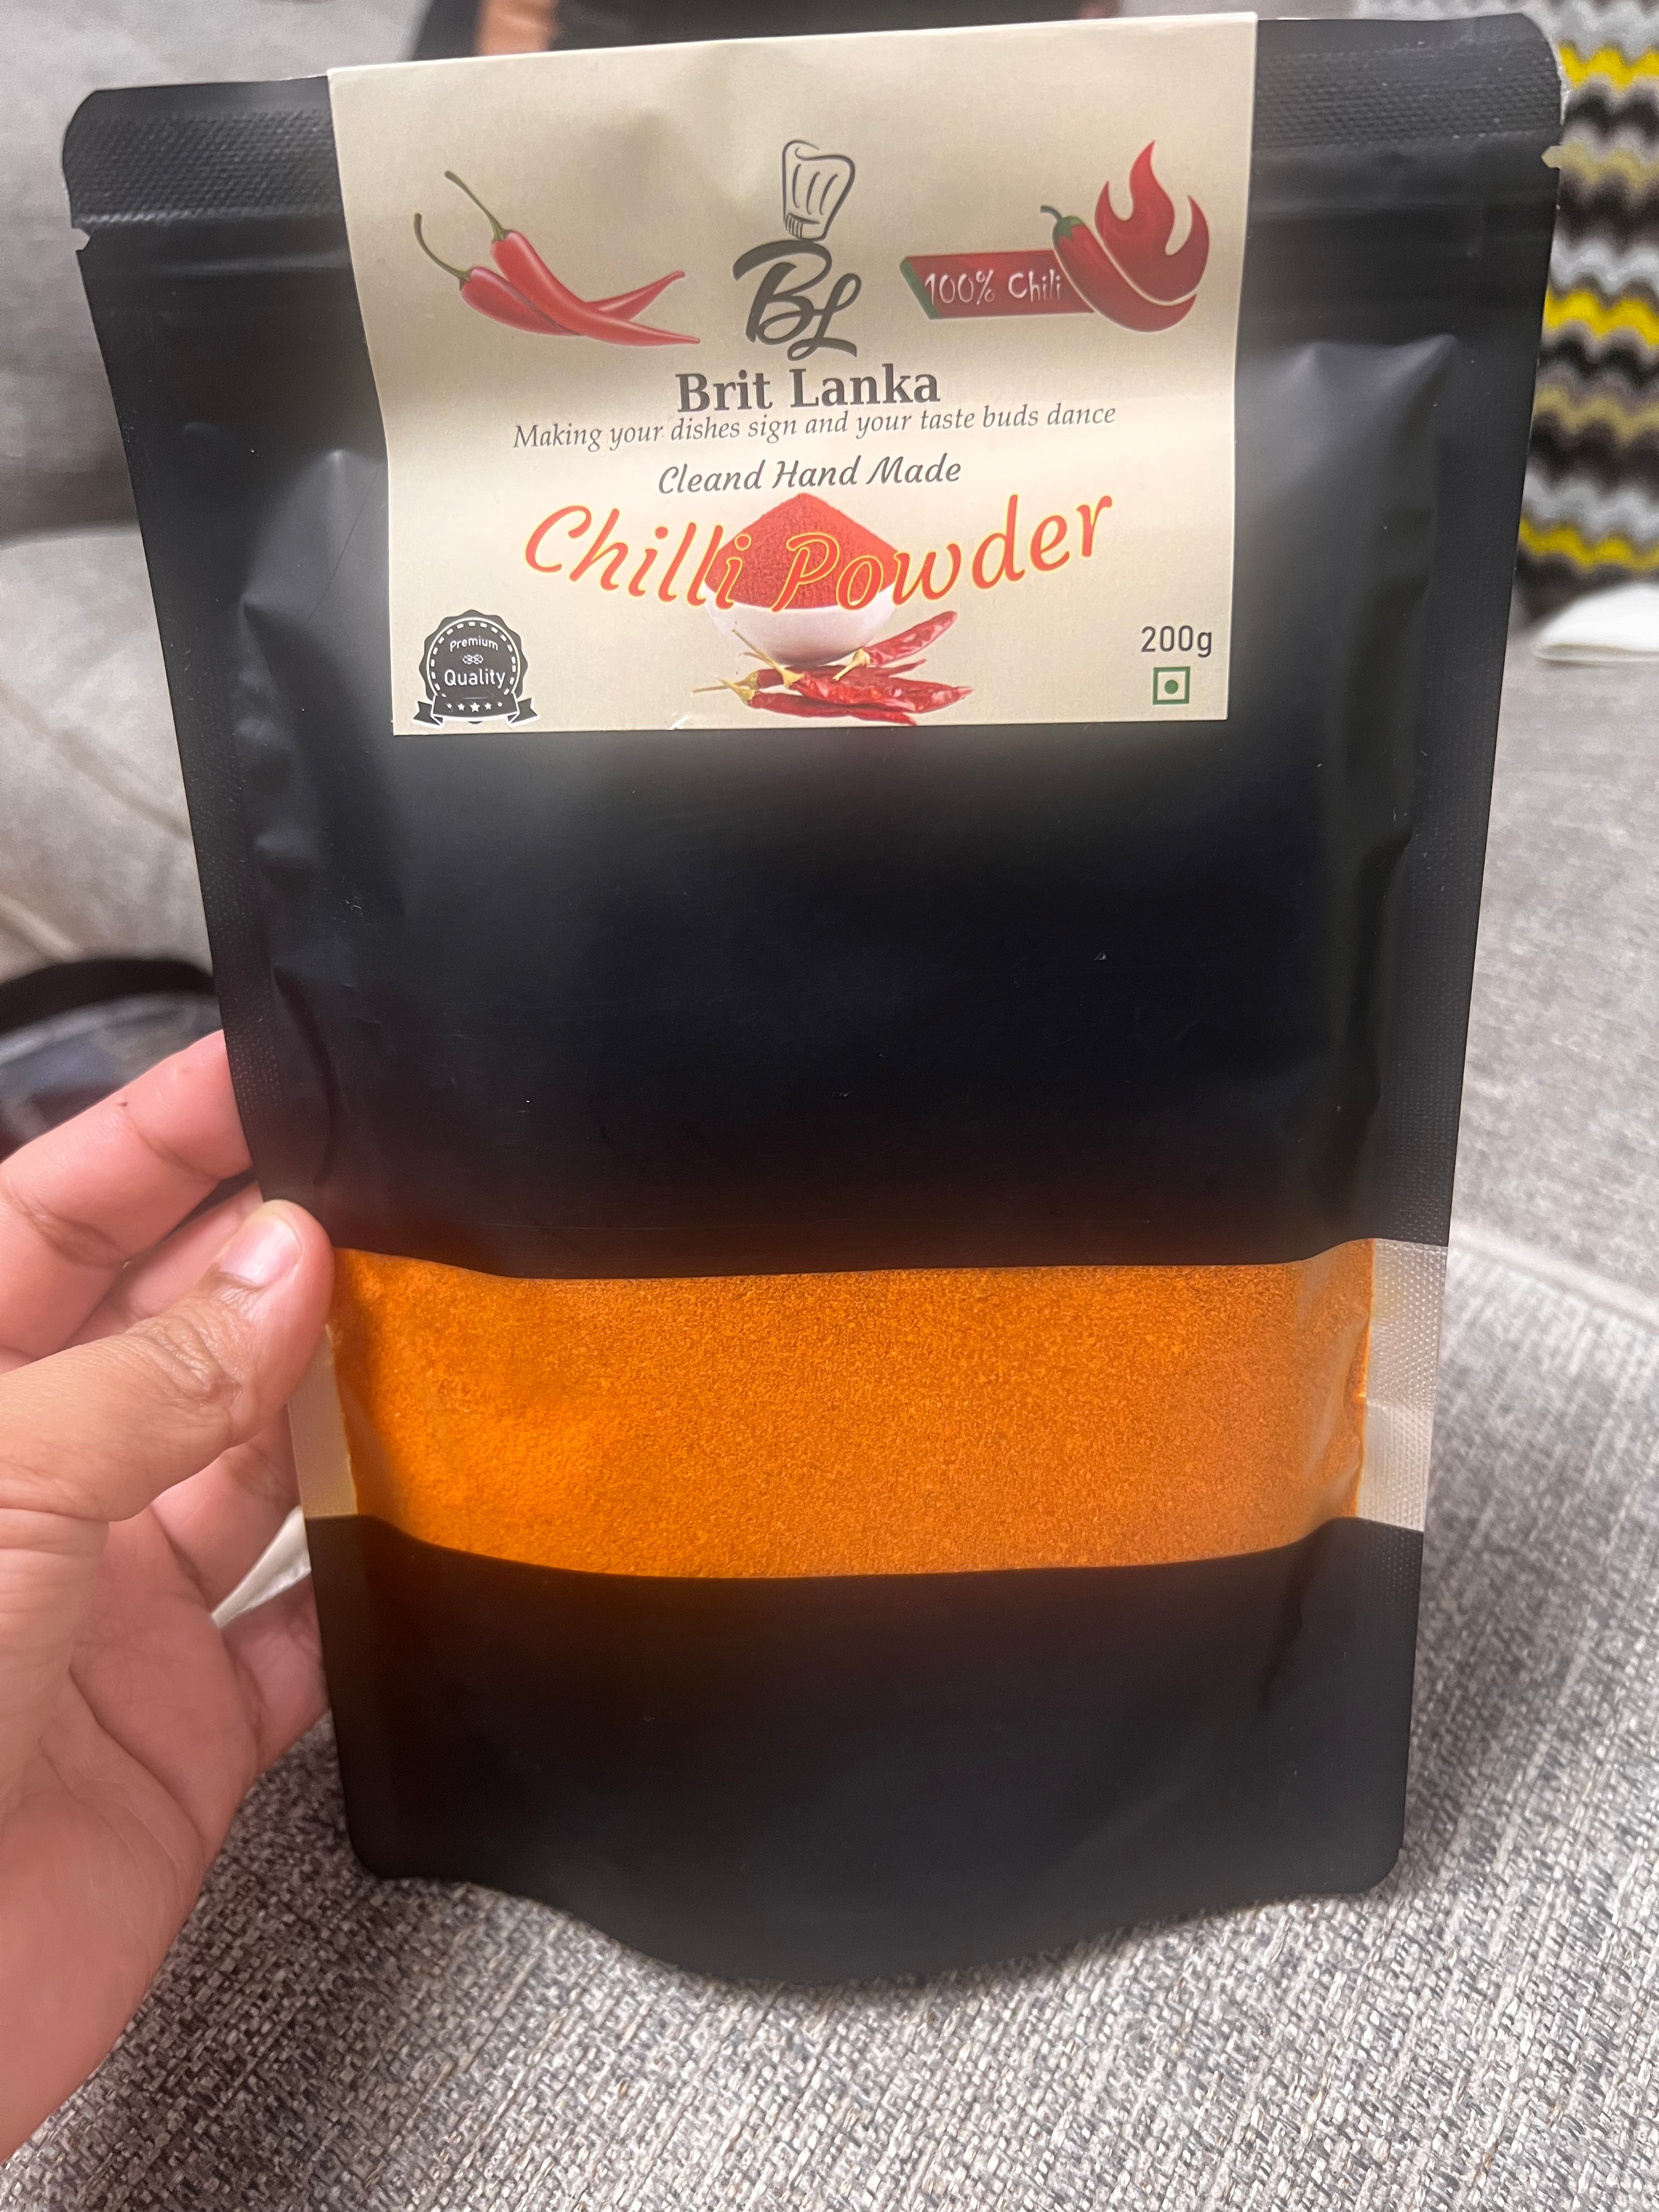 100% Chili
BL
Brit Lanka
Making your dishes sign and your taste buds dance
Cleand Hand Made
Chilli Powder
Premium
Quality
200g